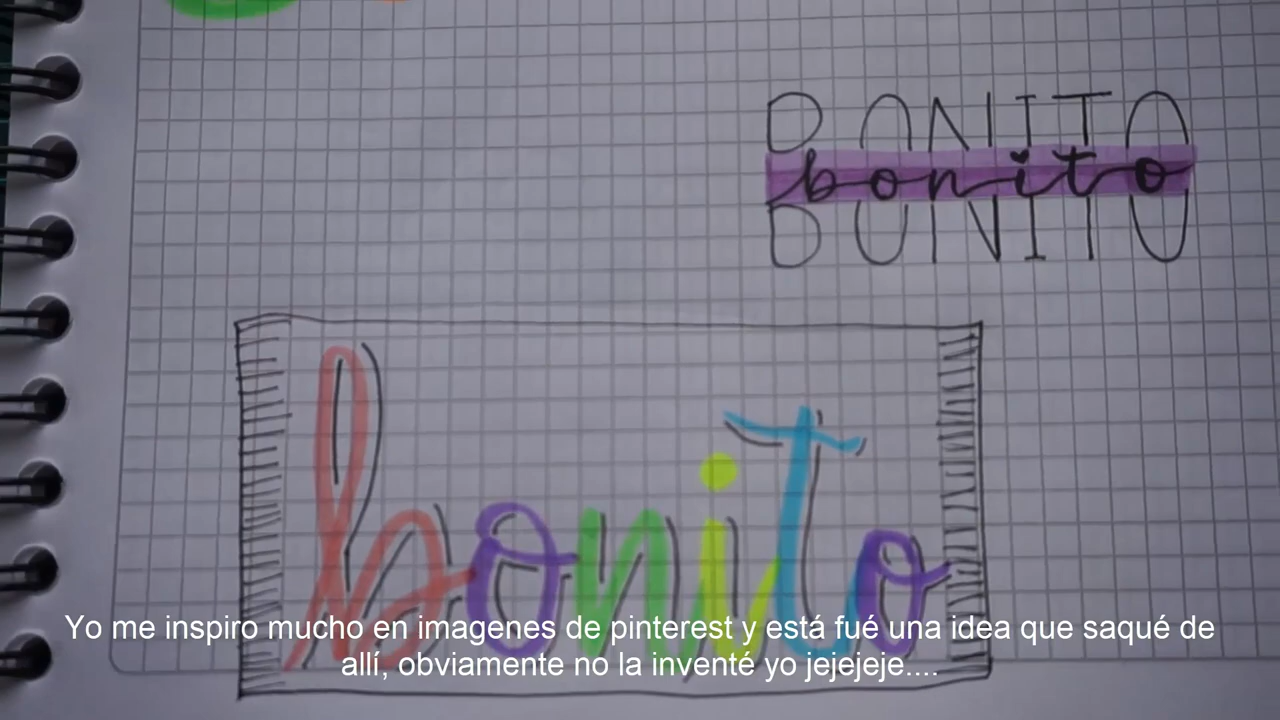 BONITO
bonito
BONITO
bonito
Yo me inspiro mucho en imagenes de pinterest y está fué una idea que saqué de
allí, obviamente no la inventé yo jejejeje....